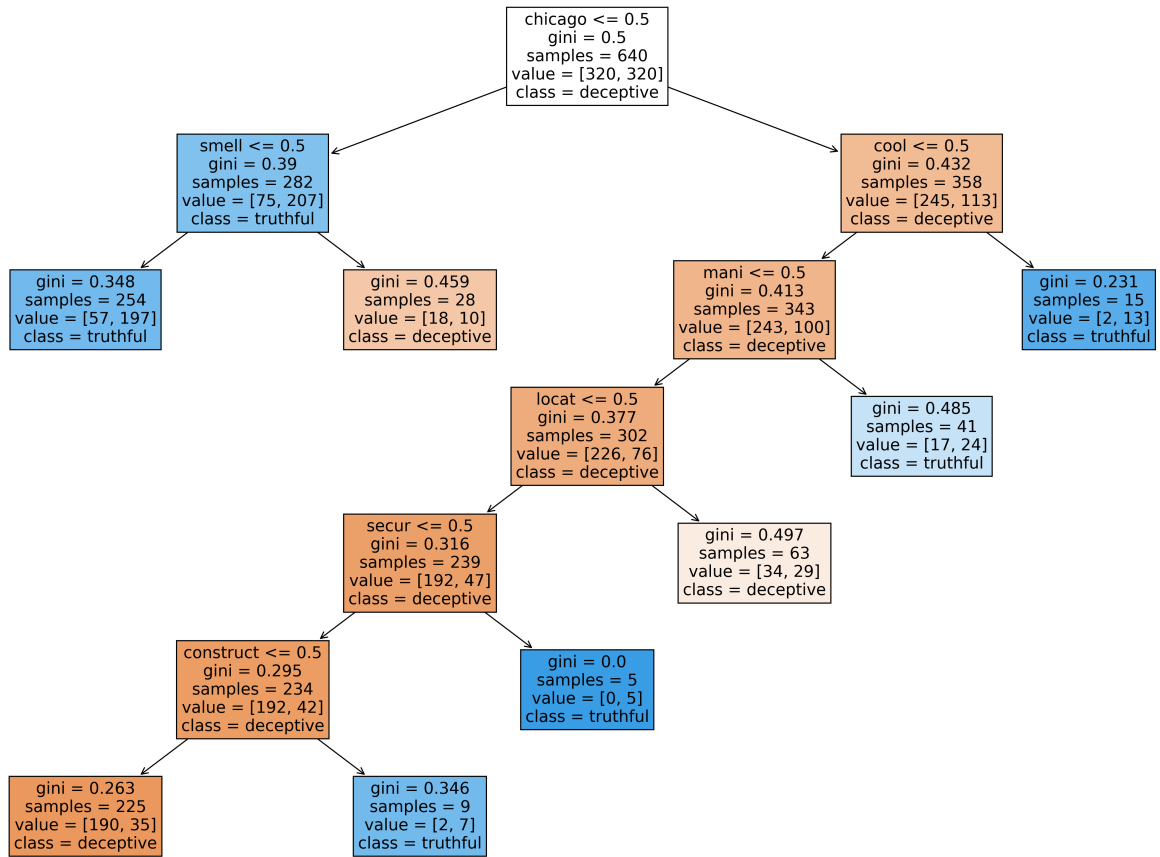 chicago <= 0.5
gini = 0.5
samples = 640
value = [320, 320]
class = deceptive
smell <= 0.5
gini = 0.39
samples = 282
value = [75, 207]
class = truthful
cool <= 0.5
gini = 0.432
samples = 358
value = [245, 113]
class = deceptive
gini = 0.348
samples = 254
value = [57, 197]
class = truthful
gini = 0.459
samples = 28
value = [18, 10]
class = deceptive
mani <= 0.5
gini = 0.413
samples = 343
value = [243, 100]
class = deceptive
gini = 0.231
samples = 15
value = [2, 13]
class = truthful
locat <= 0.5
gini = 0.377
samples = 302
value = [226, 76]
class = deceptive
gini = 0.485
samples = 41
value = [17, 24]
class = truthful
secur <= 0.5
gini = 0.316
samples = 239
value = [192, 47]
class = deceptive
gini = 0.497
samples = 63
value = [34, 29]
class = deceptive
construct <= 0.5
gini = 0.295
samples = 234
value = [192, 42]
class = deceptive
gini = 0.0
samples = 5
value = [0, 5]
class = truthful
gini = 0.263
samples = 225
value = [190, 35]
class = deceptive
gini = 0.346
samples = 9
value = [2, 7]
class = truthful